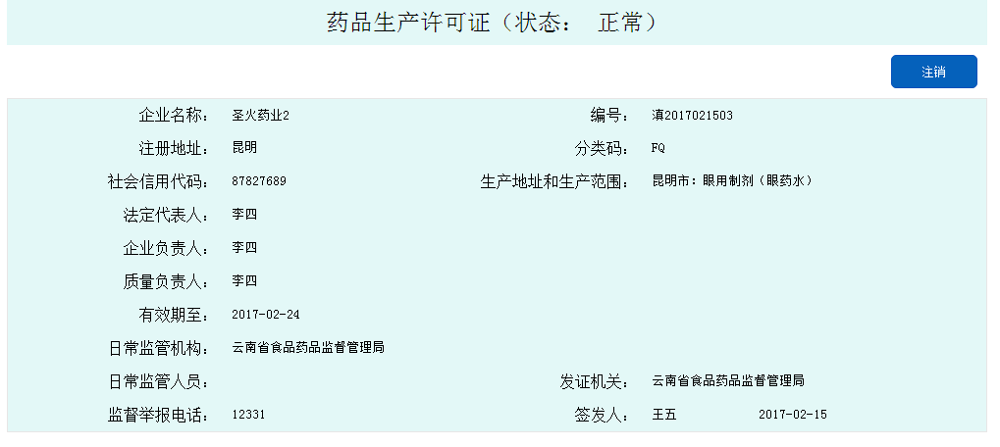 药品生产许可证（状态： 正常）
注销
企业名称： 圣火药业2 编号： 滇2017021503
注册地址： 昆明 分类码： FQ
社会信用代码： 87827689 生产地址和生产范围： 昆明市：眼用制剂（眼药水）
法定代表人： 李四
企业负责人： 李四
质量负责人： 李四
有效期至： 2017-02-24
日常监管机构： 云南省食品药品监督管理局
日常监管人员： 发证机关： 云南省食品药品监督管理局
监督举报电话： 12331 签发人： 王五 2017-02-15